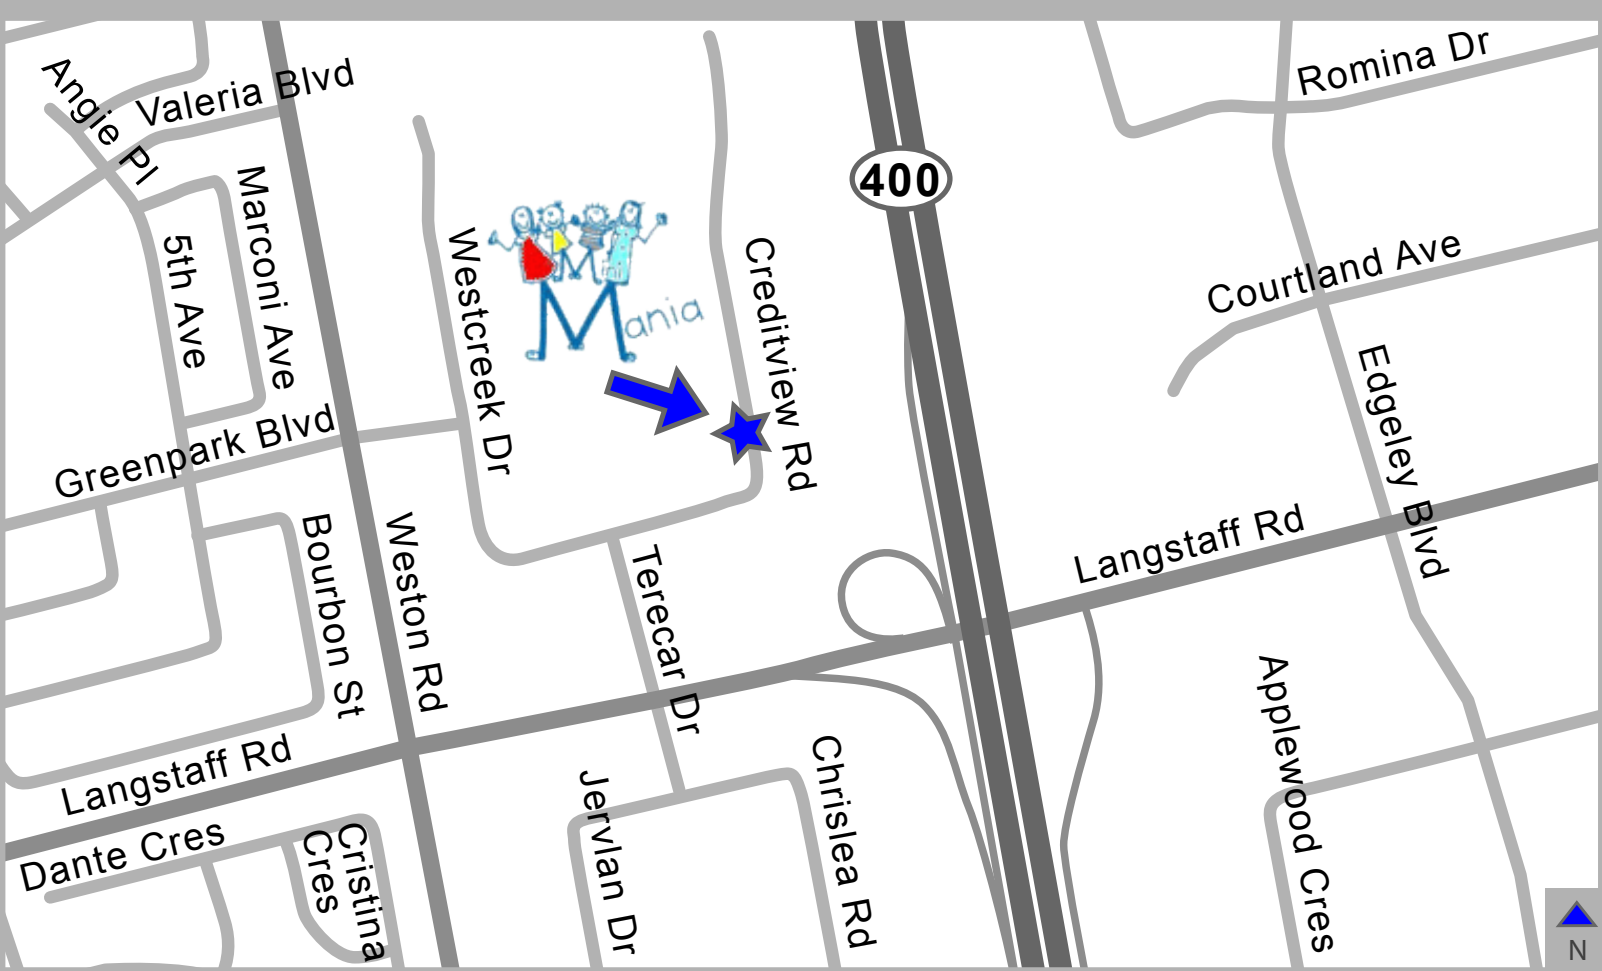 Romina Dr
Angie Pl
Valeria Blvd
400
Marconi Ave
5th Ave
Westcreek Dr
Mania
Creditview Rd
Courtland Ave
Edgeley Blvd
Greenpark Blvd
Bourbon St
Weston Rd
Terecar Dr
Langstaff Rd
Langstaff Rd
Applewood Cres
Dante Cres
Cristina
Cres
Jervlan Dr
Chrislea Rd
N